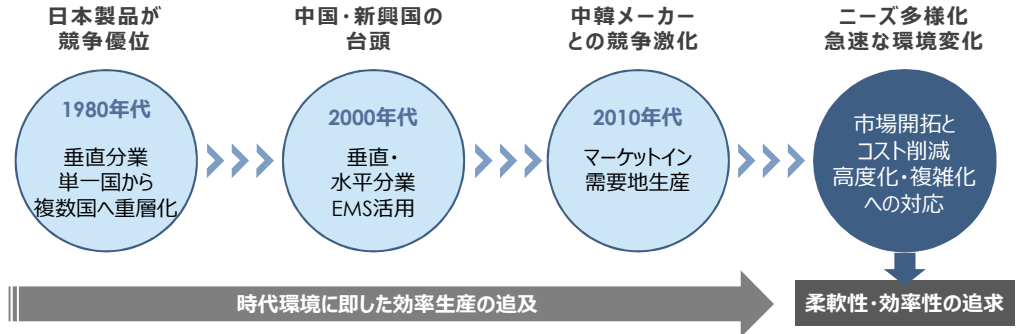 日本製品が
競争優位
中国・新興国の
台頭
中韓メーカー
との競争激化
ニーズ多様化
急速な環境変化
1980年代
垂直分業
単一国から
複数国へ重層化
2000年代
垂直・
水平分業
EMS活用
2010年代
マーケットイン
需要地生産
市場開拓と
コスト削減
高度化・複雑化
への対応
時代環境に即した効率生産の追及
柔軟性・効率性の追求